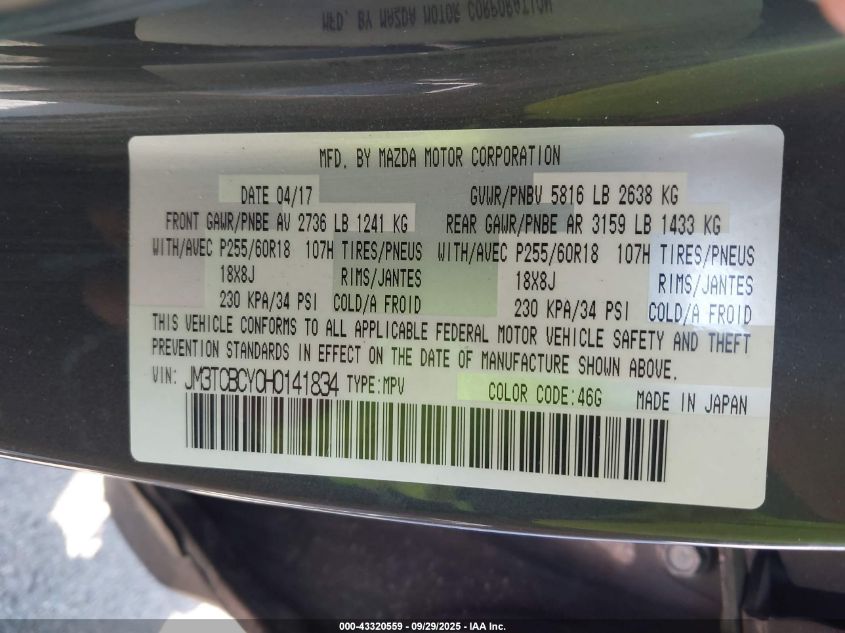 MFD. BY MAZDA MOTOR CORPORATION
MFD. BY MAZDA MOTOR CORPORATION
DATE 04/17 GVWR/PNBV 5816 LB 2638 KG
FRONT GAWR/PNBE AV 2736 LB 1241 KG REAR GAWR/PNBE AR 3159 LB 1433 KG
WITH/AVEC P255/60R18 107H TIRES/PNEUS WITH/AVEC P255/60R18 107H TIRES/PNEUS
18X8J RIMS/JANTES 18X8J RIMS/JANTES
230 KPA/34 PSI COLD/A FROID 230 KPA/34 PSI COLD/A FROID
THIS VEHICLE CONFORMS TO ALL APPLICABLE FEDERAL MOTOR VEHICLE SAFETY AND THEFT
PREVENTION STANDARDS IN EFFECT ON THE DATE OF MANUFACTURE SHOWN ABOVE.
VIN: JM3TCBCY0H0141834 TYPE:MPV COLOR CODE:46G MADE IN JAPAN
000-43320559 - 09/29/2025 - IAA Inc.